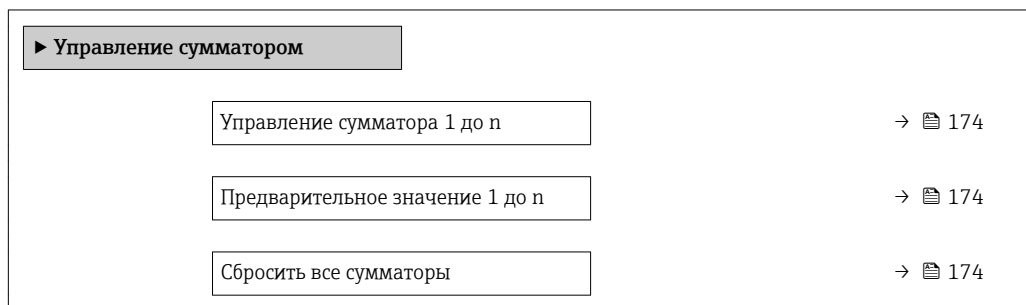 ▶ Управление сумматором
Управление сумматора 1 до n → 174
Предварительное значение 1 до n → 174
Сбросить все сумматоры → 174